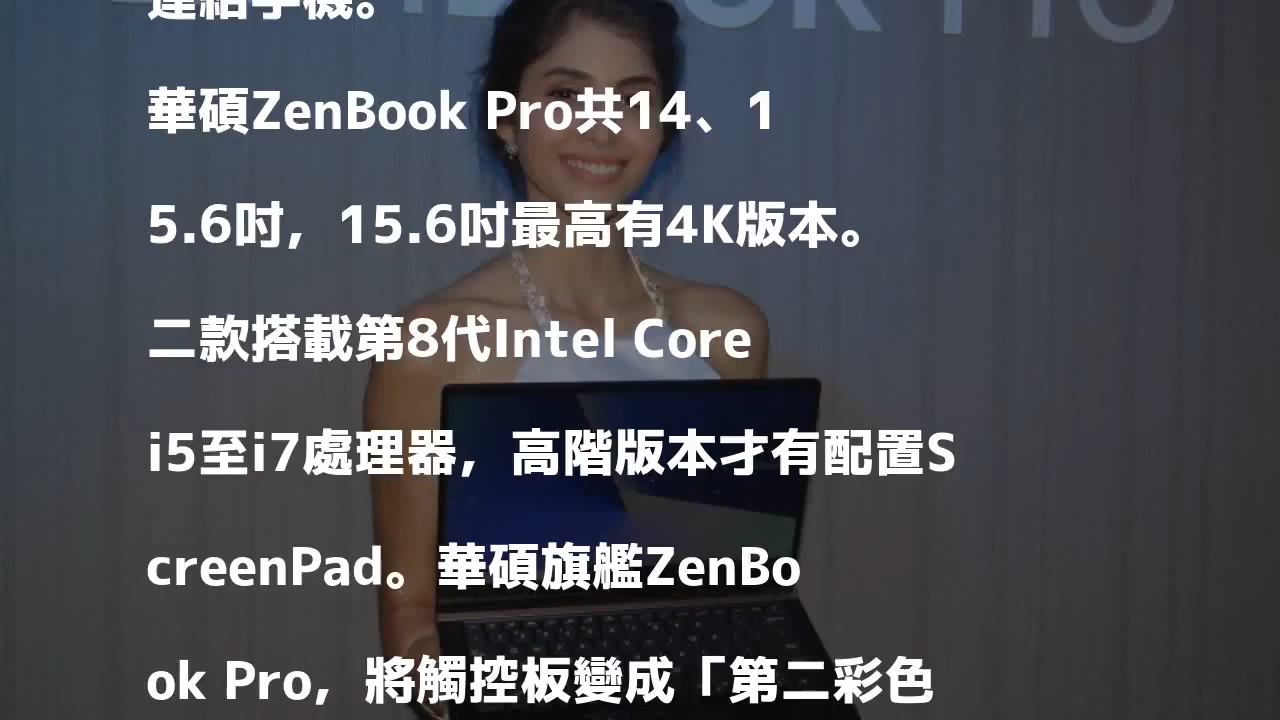 連結手機。
華碩ZenBook Pro共14、1
5.6吋，15.6吋最高有4K版本。
二款搭載第8代Intel Core
i5至i7處理器，高階版本才有配置S
creenPad。華碩旗艦ZenBo
ok Pro，將觸控板變成「第二彩色